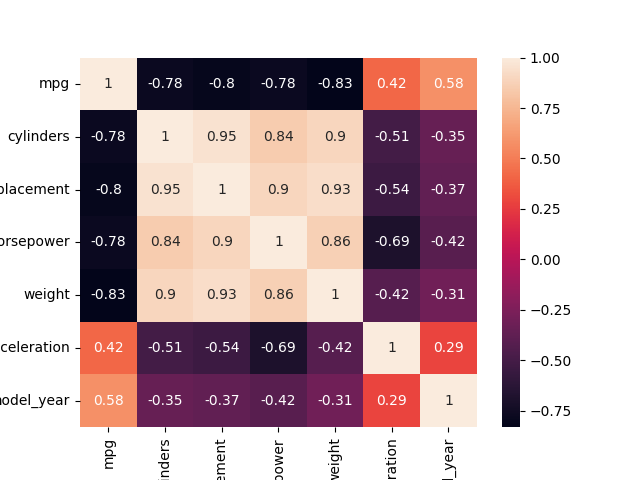 mpg 1 -0.78 -0.8 -0.78 -0.83 0.42 0.58
cylinders -0.78 1 0.95 0.84 0.9 -0.51 -0.35
placement -0.8 0.95 1 0.9 0.93 -0.54 -0.37
orsepower -0.78 0.84 0.9 1 0.86 -0.69 -0.42
weight -0.83 0.9 0.93 0.86 1 -0.42 -0.31
celeration 0.42 -0.51 -0.54 -0.69 -0.42 1 0.29
model_year 0.58 -0.35 -0.37 -0.42 -0.31 0.29 1
mpg
inders
ement
power
weight
ration
l_year
1.00
0.75
0.50
0.25
0.00
−0.25
−0.50
−0.75